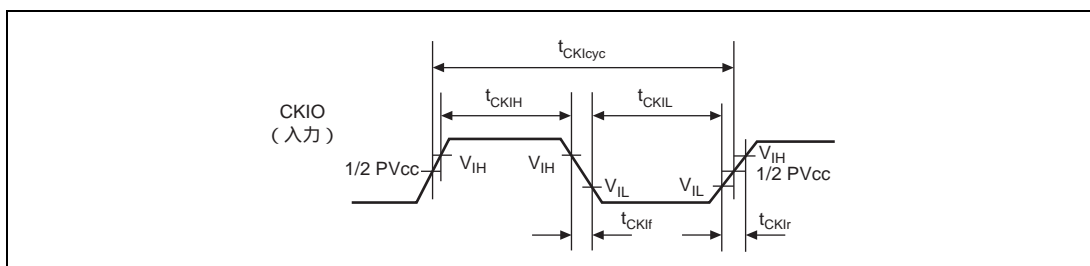 tCKIcyc
tCKIH
tCKIL
CKIO
(入力)
1/2 PVcc
VIH
VIH
VIL
VIL
VIH
1/2 PVcc
tCKIf
tCKIr